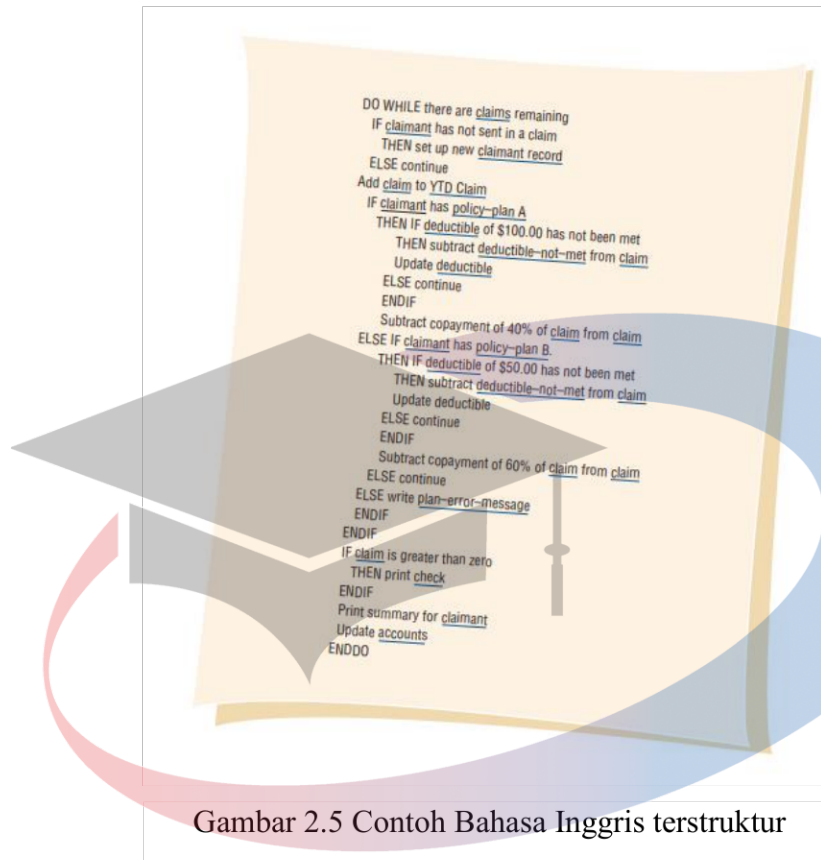 DO WHILE there are claims remaining
IF claimant has not sent in a claim
THEN set up new claimant record
ELSE continue
Add claim to YTD Claim
IF claimant has policy–plan A
THEN IF deductible of $100.00 has not been met
THEN subtract deductible–not–met from claim
Update deductible
ELSE continue
ENDIF
Subtract copayment of 40% of claim from claim
ELSE IF claimant has policy–plan B.
THEN IF deductible of $50.00 has not been met
THEN subtract deductible–not–met from claim
Update deductible
ELSE continue
ENDIF
Subtract copayment of 60% of claim from claim
ELSE continue
ELSE write plan–error–message
ENDIF
ENDIF
IF claim is greater than zero
THEN print check
ENDIF
Print summary for claimant
Update accounts
ENDDO
Gambar 2.5 Contoh Bahasa Inggris terstruktur